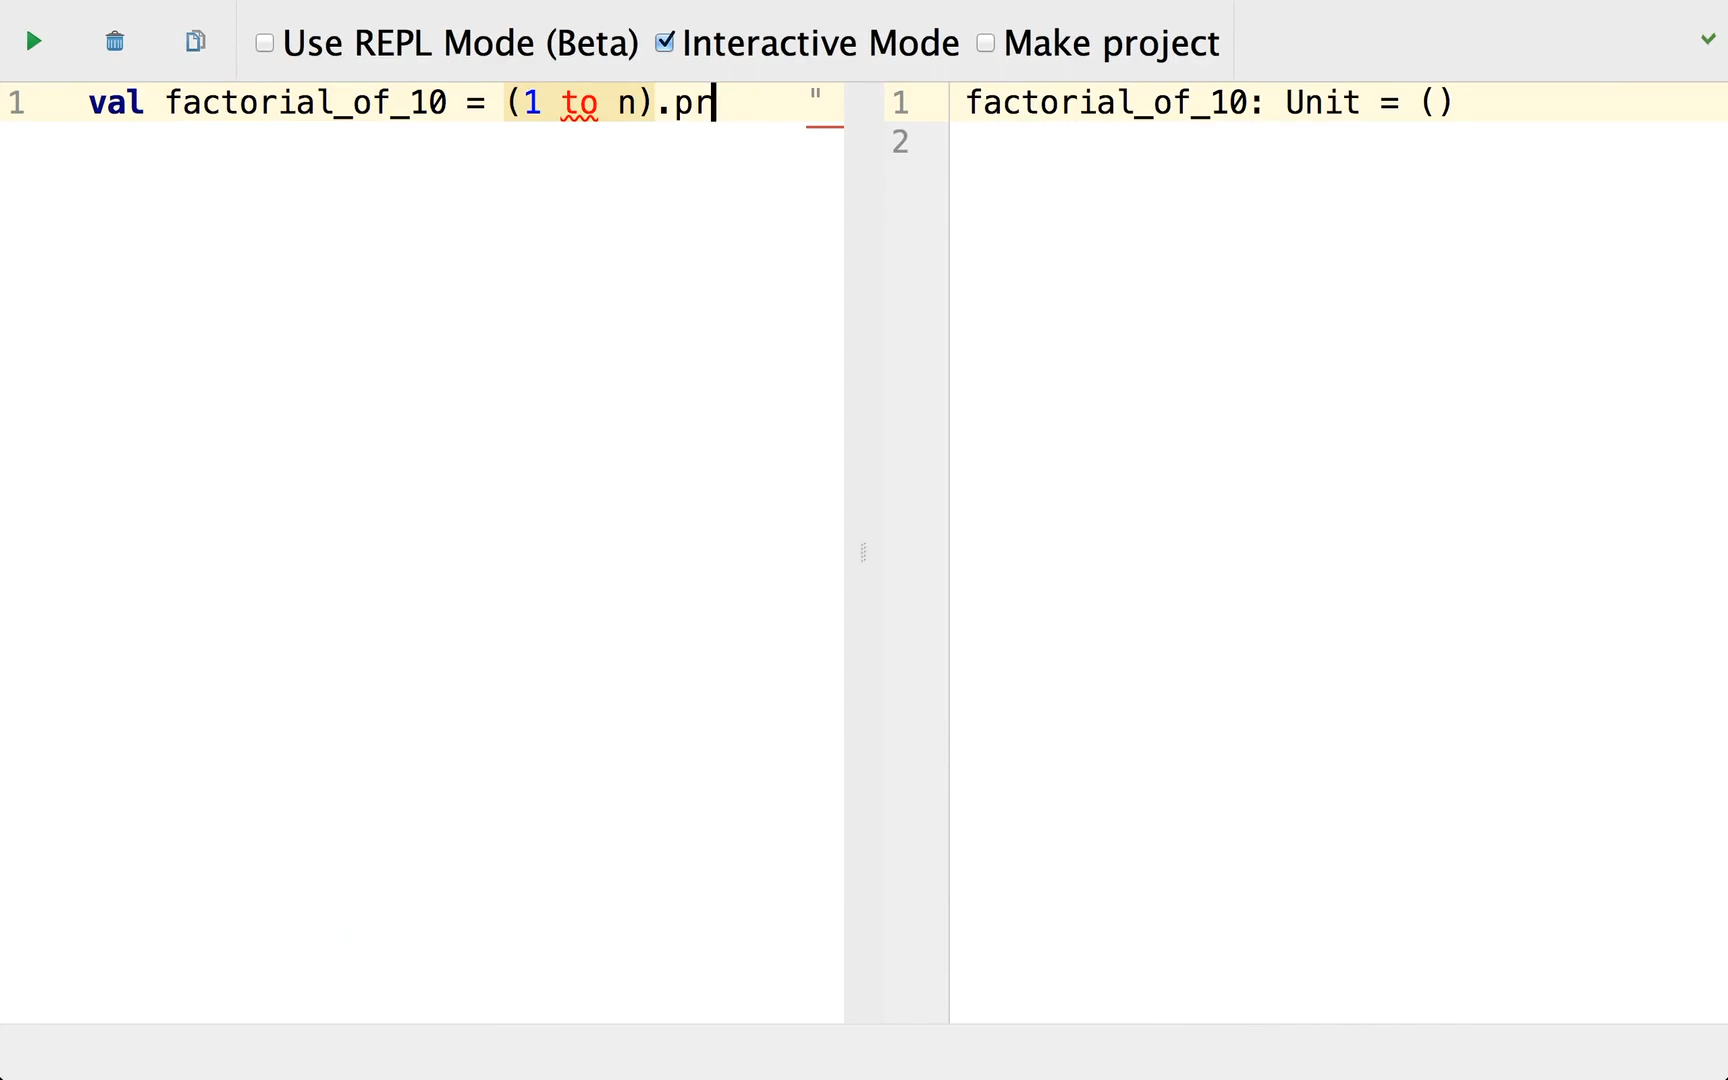 Use REPL Mode (Beta) Interactive Mode Make project
1 val factorial_of_10 = (1 to n).pr "
1 factorial_of_10: Unit = ()
2